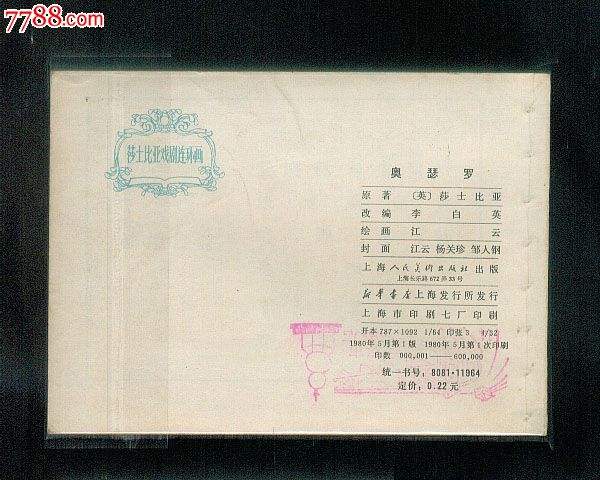 7788.com
莎士比亚戏剧连环画
奥瑟罗
原著 〔英〕莎士比亚
改编 李白英
绘画 江云
封面 江云 杨关珍 邹人钢
上海人民美术出版社出版
上海长乐路672弄33号
新华书店上海发行所发行
上海市印刷七厂印刷
开本787×1092 1/64 印张3 /32
1980年5月第1版 1980年5月第1次印刷
印数 000,001—600,000
统一书号:8081·11964
定价:0.22元